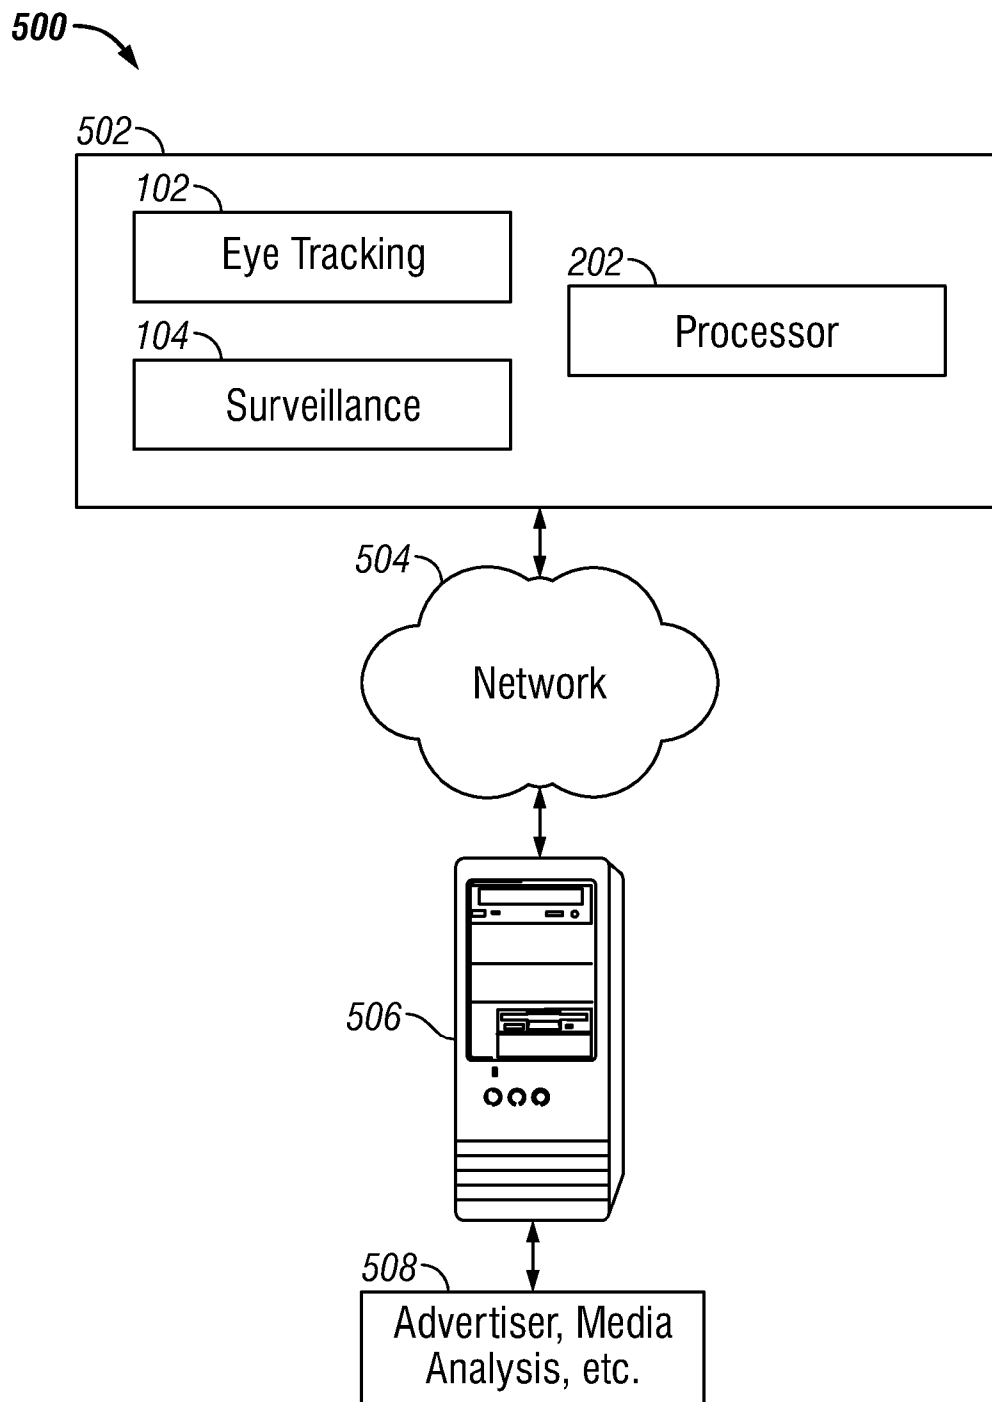 500
502
102
Eye Tracking
202
Processor
104
Surveillance
504
Network
506
508
Advertiser, Media
Analysis, etc.